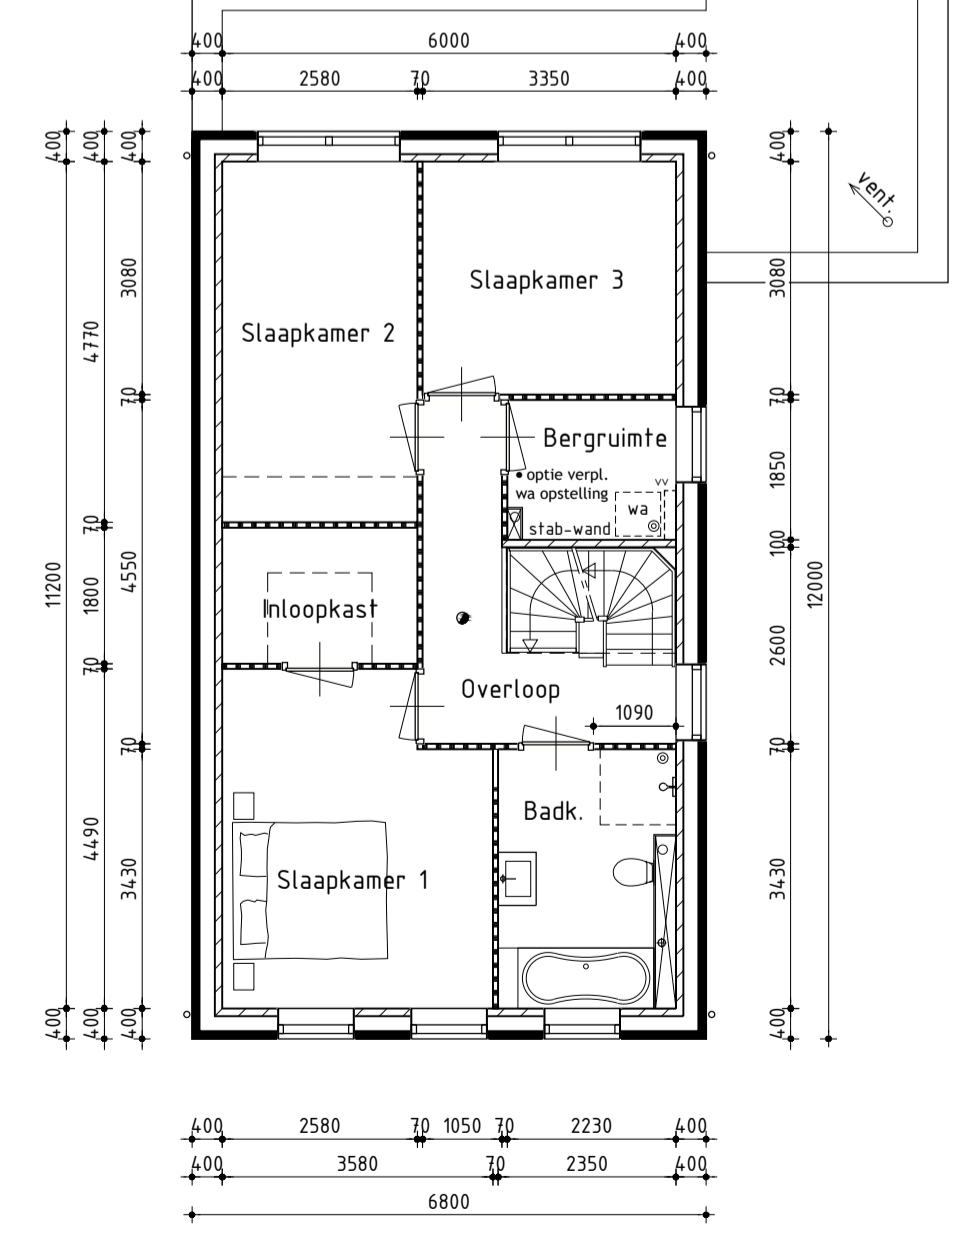 400 6000 400
400 2580 70 3350 400
400
400
400
400
vent.
3080
3080
Slaapkamer 3
Slaapkamer 2
4770
70
70
Bergruimte
• optie verpl.
wa opstelling
vv
wa
stab-wand
1850
70
100
11200
1800
4550
12000
Inloopkast
2600
70
Overloop
1090
70
70
Badk.
4490
3430
3430
Slaapkamer 1
400
400
400
400
400 2580 70 1050 70 2230 400
400 3580 70 2350 400
6800